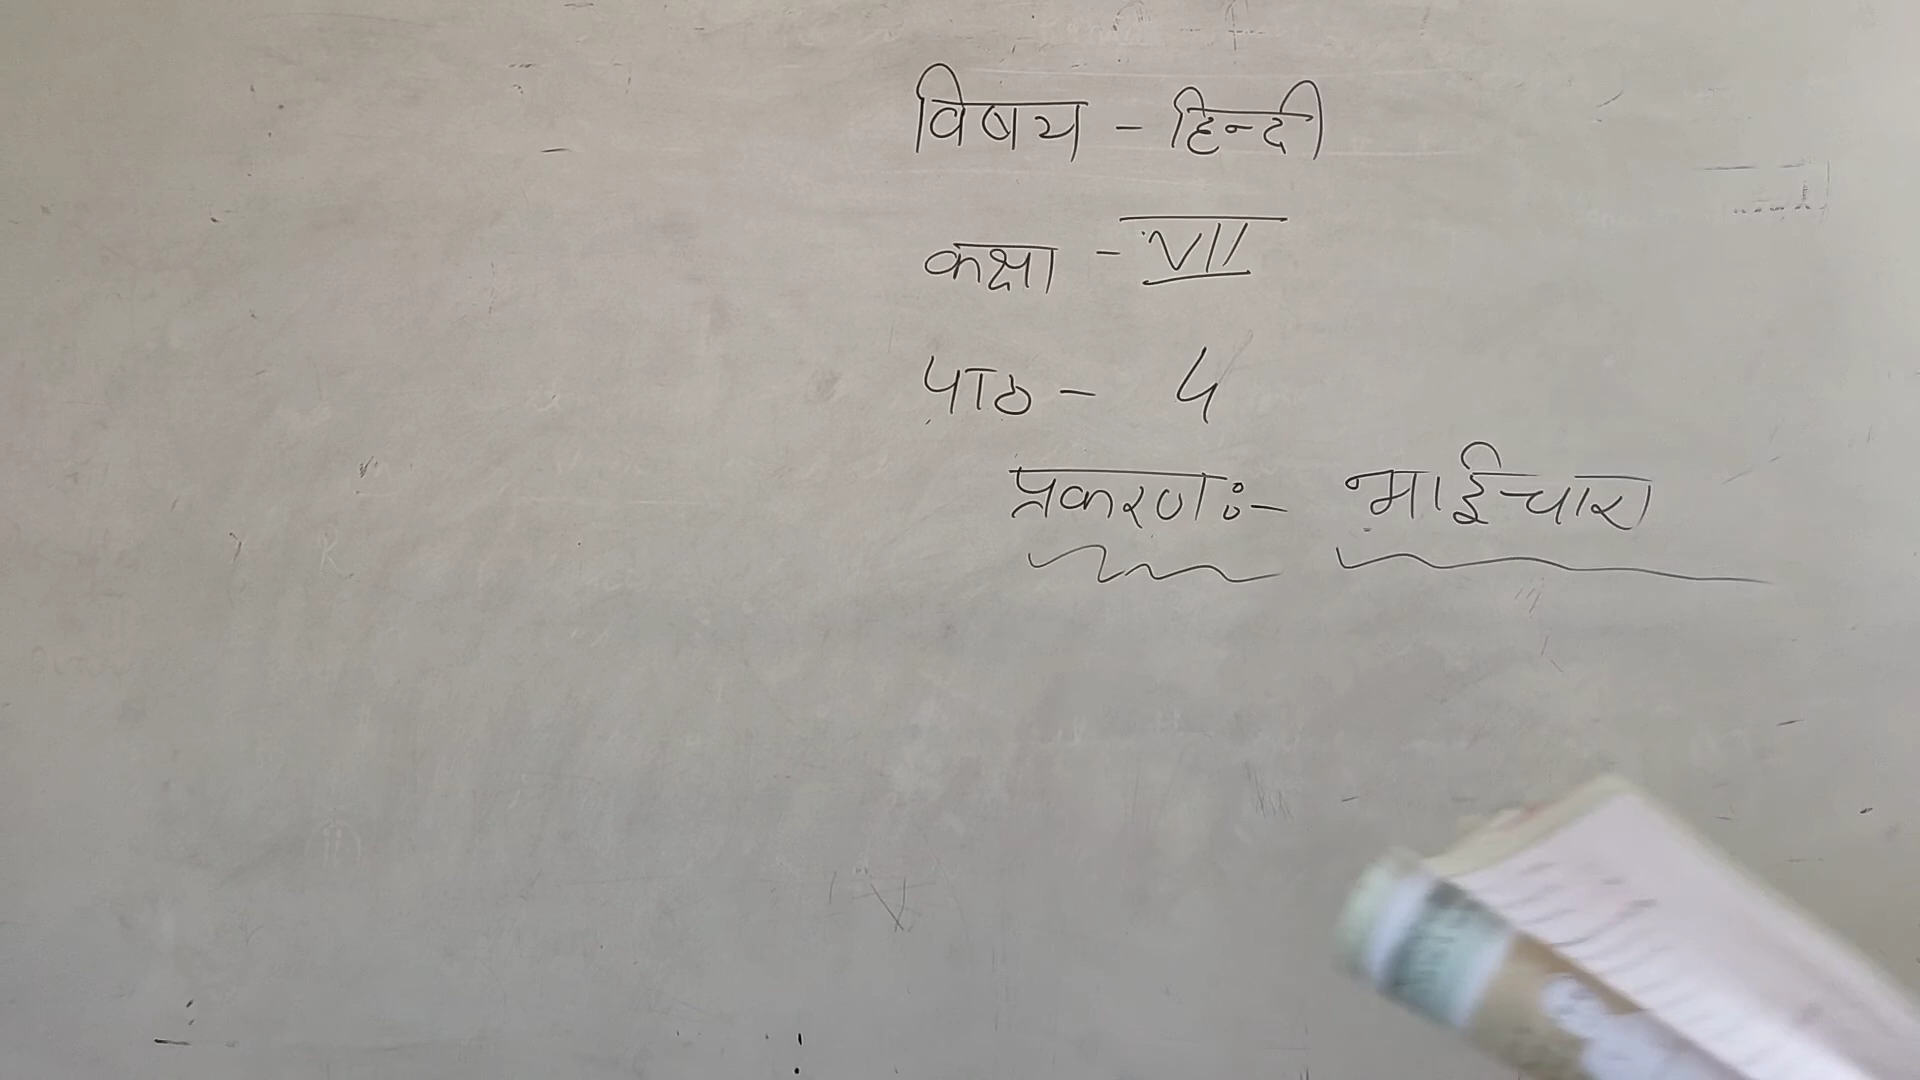 विषय - हिन्दी
कक्षा - VII
पाठ - 4
प्रकरणः- भाईचारा